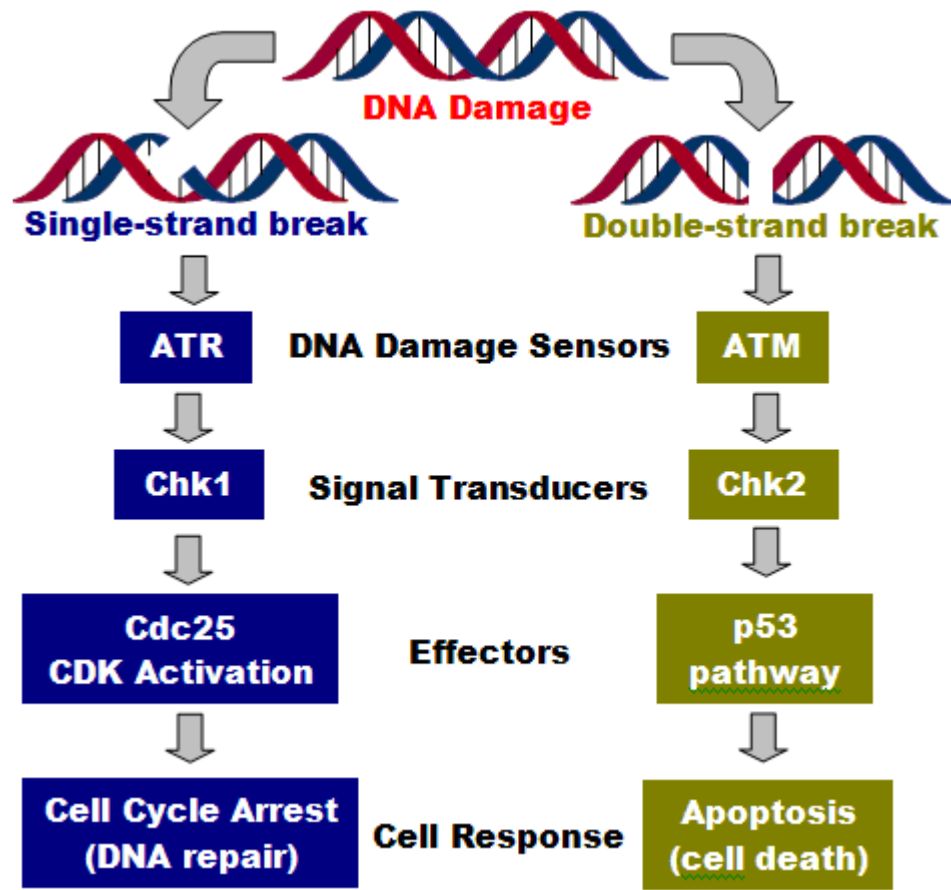 DNA Damage
Single-strand break
Double-strand break
ATR
DNA Damage Sensors
ATM
Chk1
Signal Transducers
Chk2
Cdc25
CDK Activation
Effectors
p53
pathway
Cell Cycle Arrest
(DNA repair)
Cell Response
Apoptosis
(cell death)